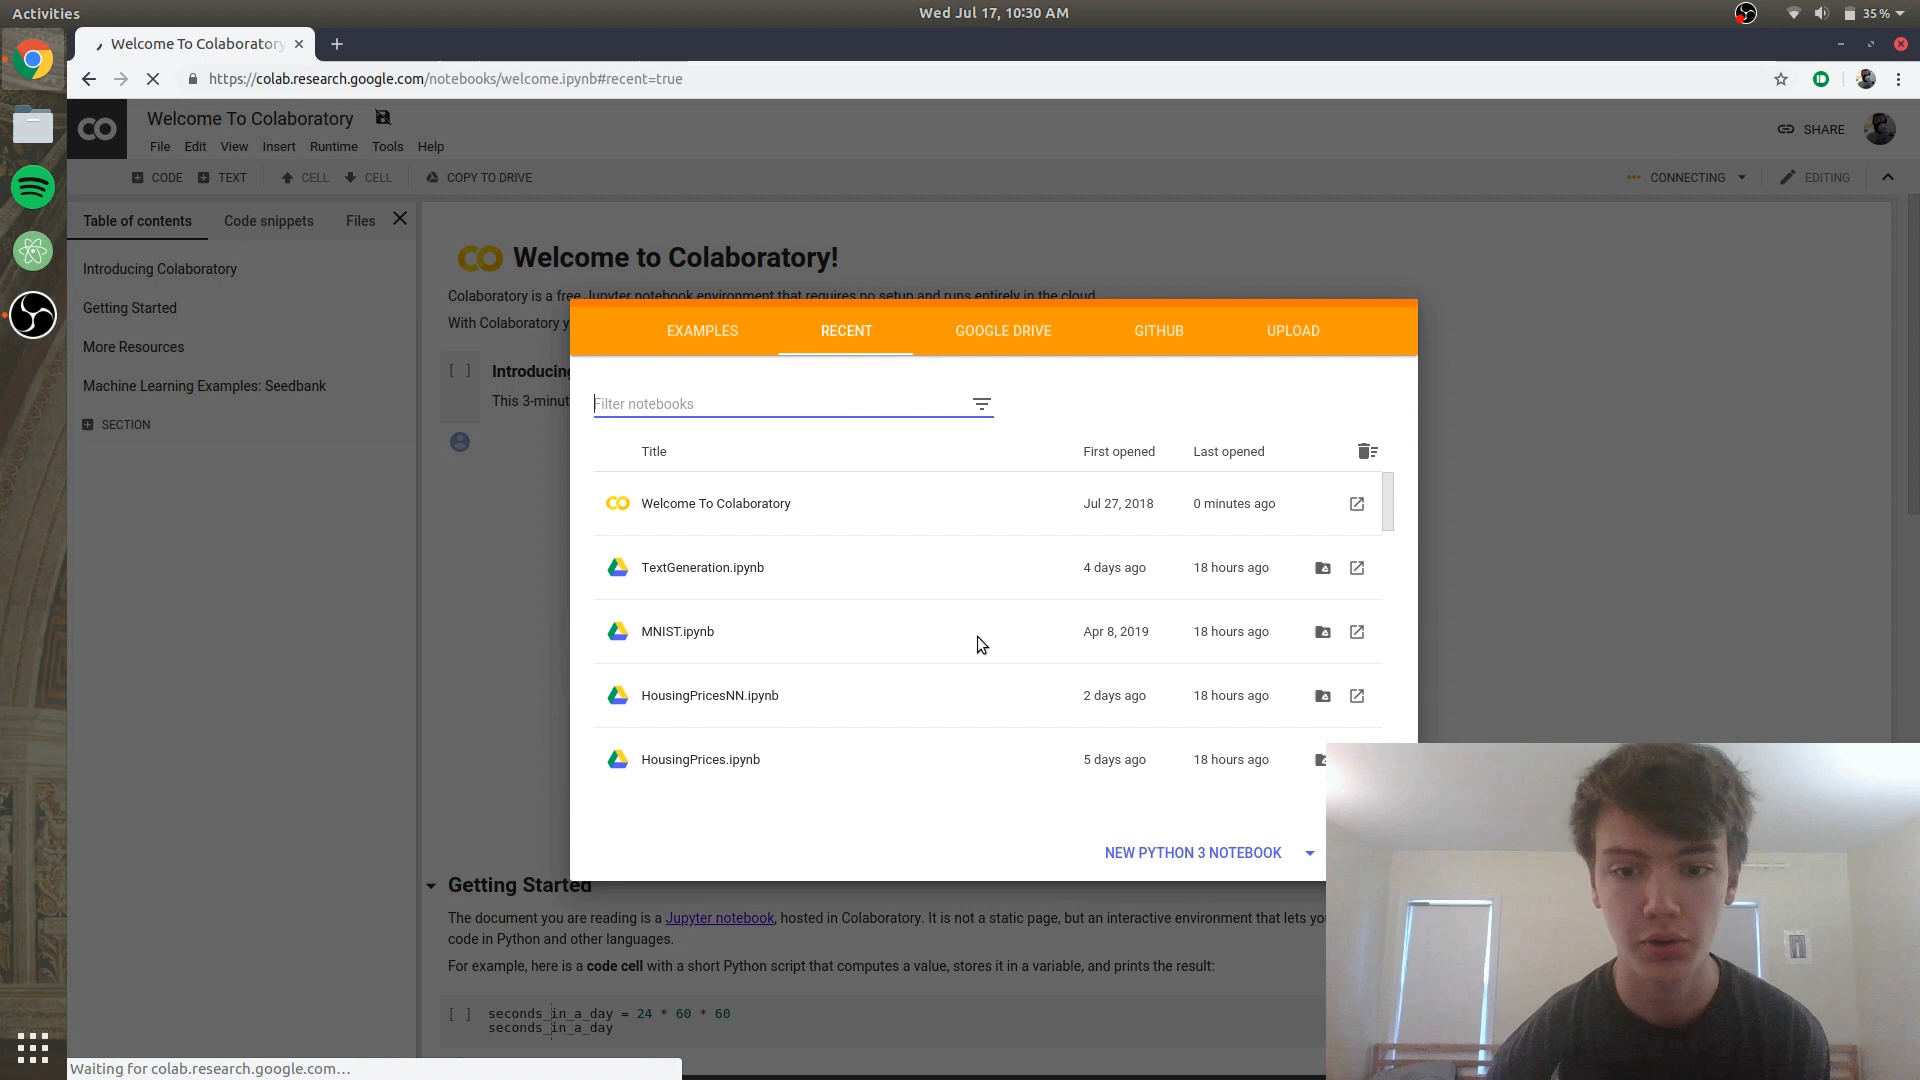 Activities
Wed Jul 17, 10:30 AM
35 %
Welcome To Colaboratory
https://colab.research.google.com/notebooks/welcome.ipynb#recent=true
CO
Welcome To Colaboratory
SHARE
File Edit View Insert Runtime Tools Help
CODE TEXT CELL CELL COPY TO DRIVE
CONNECTING
EDITING
Table of contents Code snippets Files
Introducing Colaboratory
Getting Started
More Resources
Machine Learning Examples: Seedbank
SECTION
CO Welcome to Colaboratory!
Colaboratory is a free Jupyter notebook environment that requires no setup and runs entirely in the cloud.
With Colaboratory y
[ ] Introducing
This 3-minut
EXAMPLES RECENT GOOGLE DRIVE GITHUB UPLOAD
Filter notebooks
Title First opened Last opened
Welcome To Colaboratory Jul 27, 2018 0 minutes ago
TextGeneration.ipynb 4 days ago 18 hours ago
MNIST.ipynb Apr 8, 2019 18 hours ago
HousingPricesNN.ipynb 2 days ago 18 hours ago
HousingPrices.ipynb 5 days ago 18 hours ago
NEW PYTHON 3 NOTEBOOK
Getting Started
The document you are reading is a Jupyter notebook, hosted in Colaboratory. It is not a static page, but an interactive environment that lets you
code in Python and other languages.
For example, here is a code cell with a short Python script that computes a value, stores it in a variable, and prints the result:
[ ] seconds_in_a_day = 24 * 60 * 60
seconds_in_a_day
Waiting for colab.research.google.com...